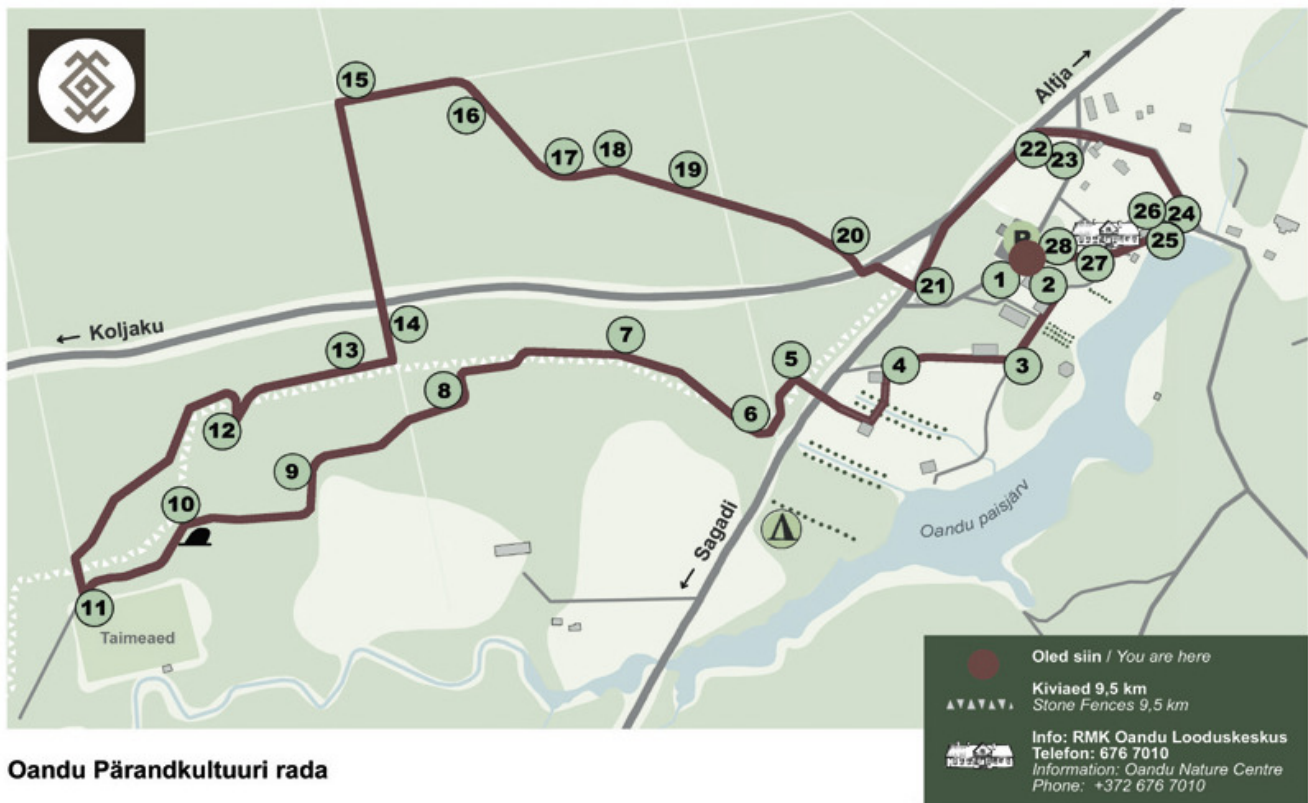 15
16
17
18
19
20
21
22
23
24
25
26
27
28
1
2
3
4
5
6
7
8
9
10
11
12
13
14
P
Altja →
← Koljaku
← Sagadi
Oandu paisjärv
Taimeaed
Oled siin / You are here
Kiviaed 9,5 km
Stone Fences 9,5 km
Info: RMK Oandu Looduskeskus
Telefon: 676 7010
Information: Oandu Nature Centre
Phone: +372 676 7010
Oandu Pärandkultuuri rada